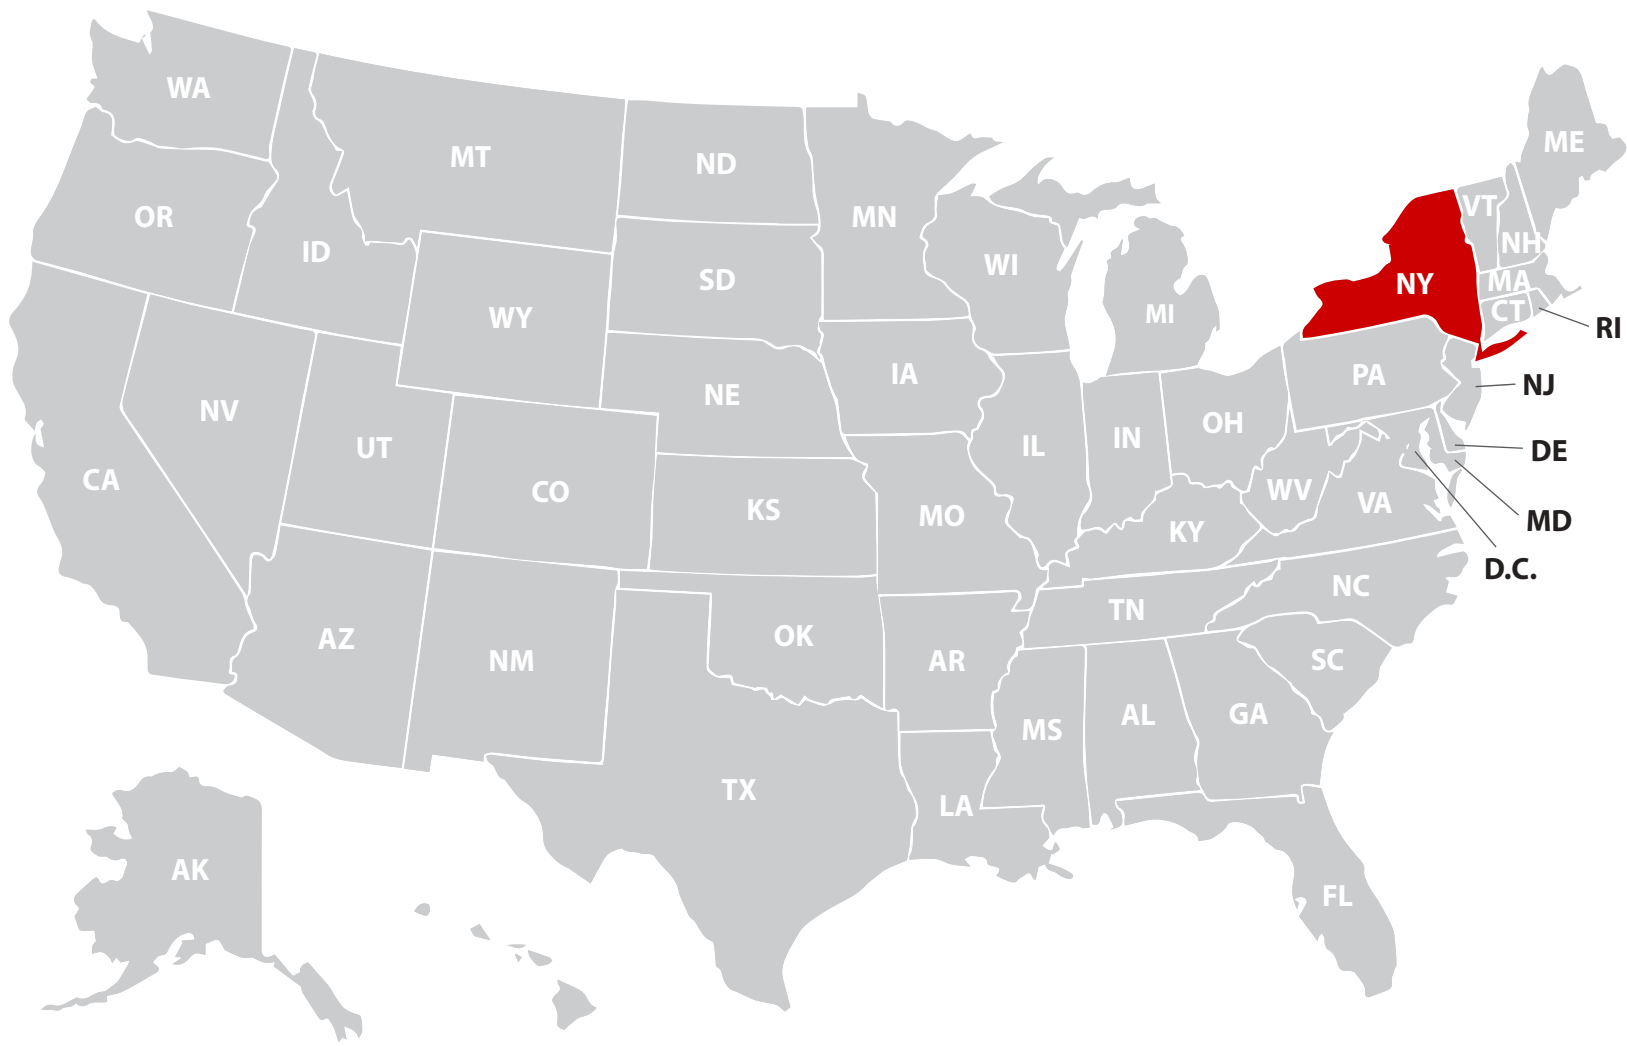 WA
MT
ND
MN
ME
OR
ID
SD
WI
VT
NH
WY
MI
NY
MA
CT
RI
IA
NE
PA
NJ
NV
UT
CO
IL
IN
OH
DE
CA
KS
MO
WV
VA
MD
KY
D.C.
AZ
NM
OK
AR
TN
NC
SC
MS
AL
GA
TX
LA
AK
FL